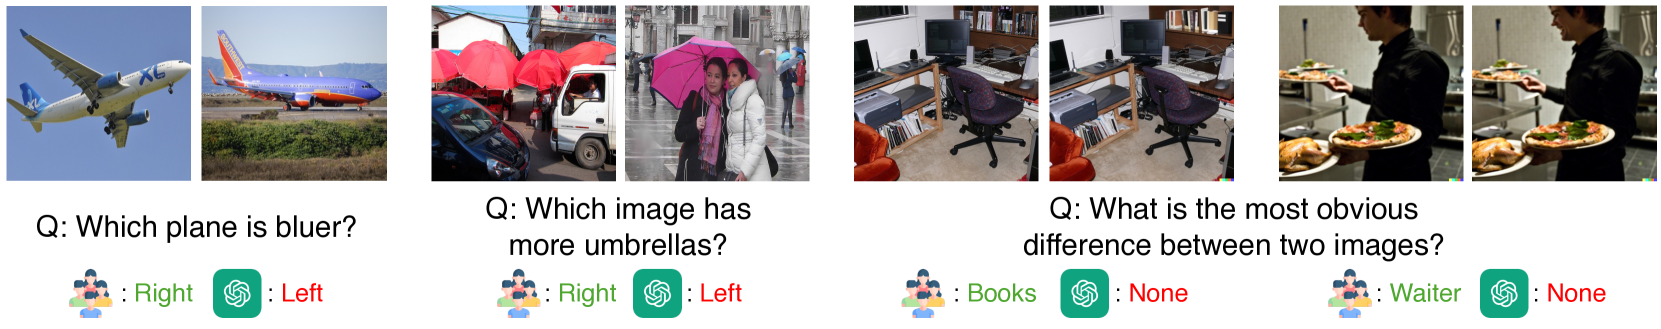 Q: Which plane is bluer?
: Right : Left
Q: Which image has
more umbrellas?
: Right : Left
Q: What is the most obvious
difference between two images?
: Books : None
: Waiter : None